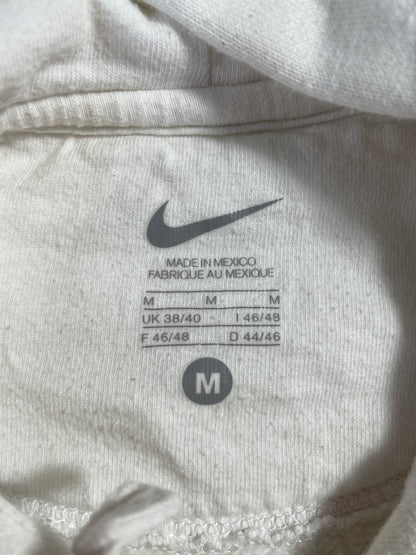 MADE IN MEXICO
FABRIQUE AU MEXIQUE
M M M
UK 38/40 I 46/48
F 46/48 D 44/46
M